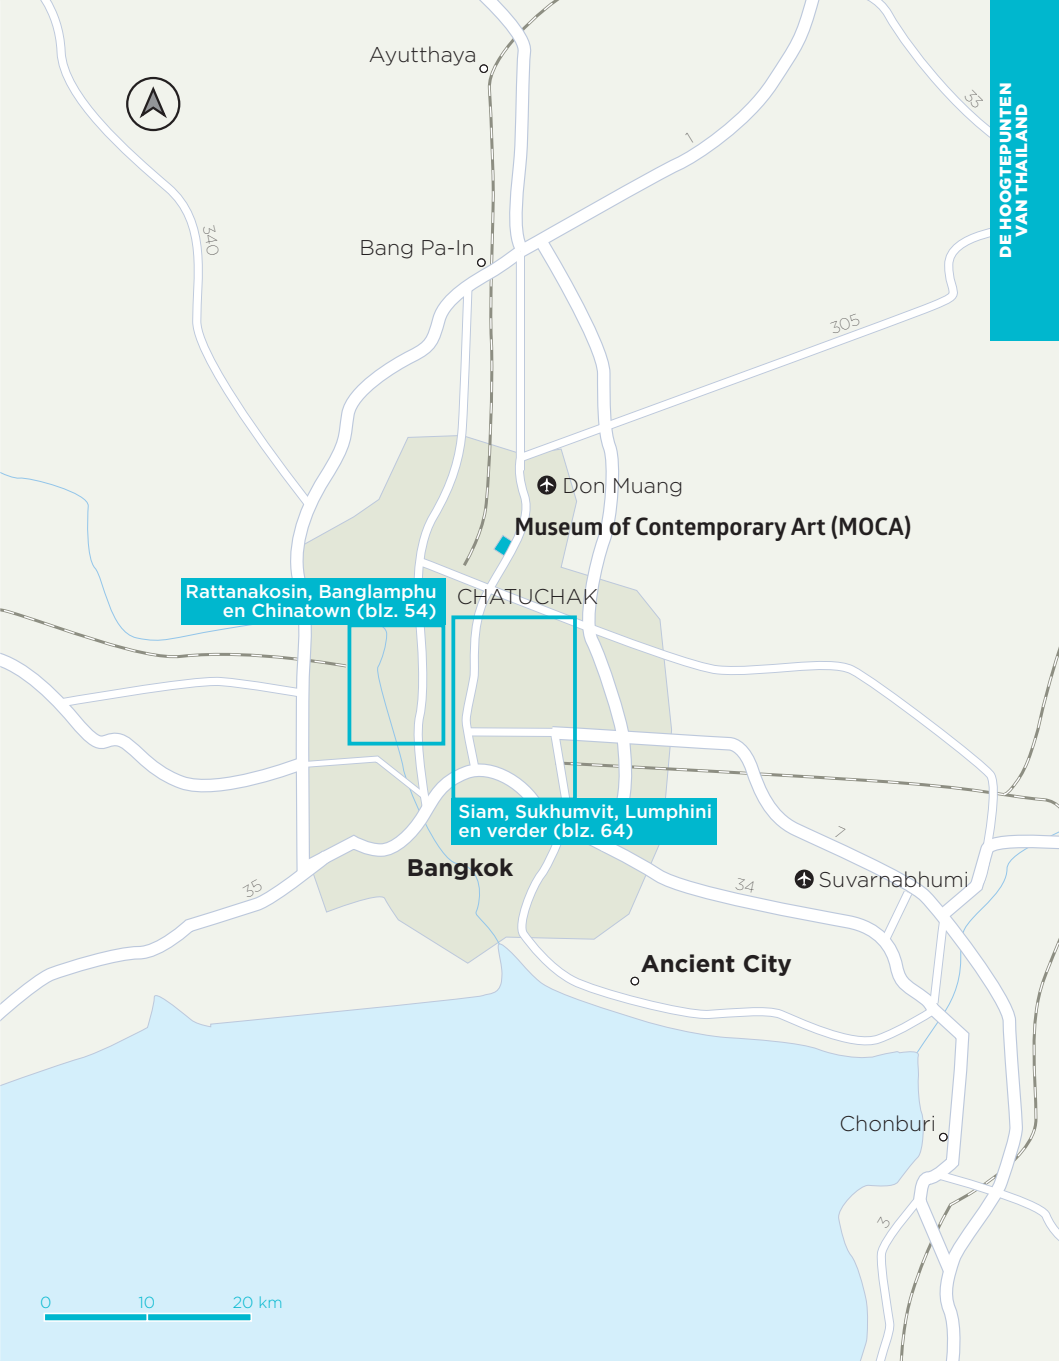 Ayutthaya
33
DE HOOGTEPUNTEN
VAN THAILAND
1
340
Bang Pa-In
305
Don Muang
Museum of Contemporary Art (MOCA)
Rattanakosin, Banglamphu
en Chinatown (blz. 54)
CHATUCHAK
Siam, Sukhumvit, Lumphini
en verder (blz. 64)
7
Bangkok
35
34
Suvarnabhumi
Ancient City
Chonburi
3
0 10 20 km